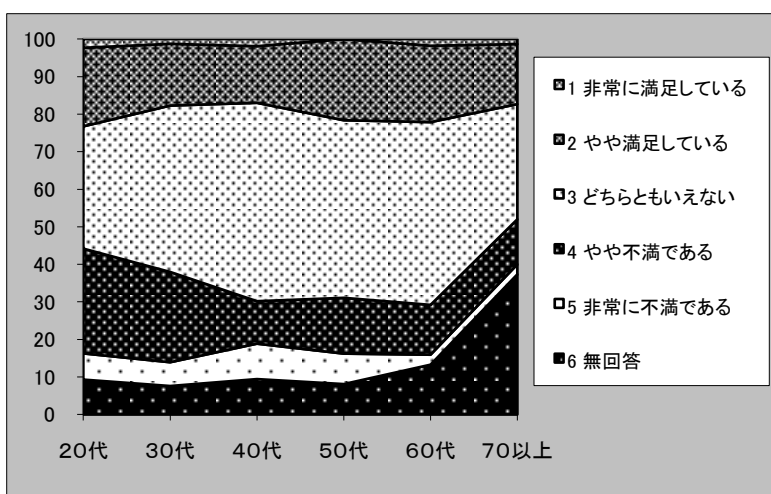 100
90
80
70
60
50
40
30
20
10
0
20代 30代 40代 50代 60代 70以上
1 非常に満足している
2 やや満足している
3 どちらともいえない
4 やや不満である
5 非常に不満である
6 無回答